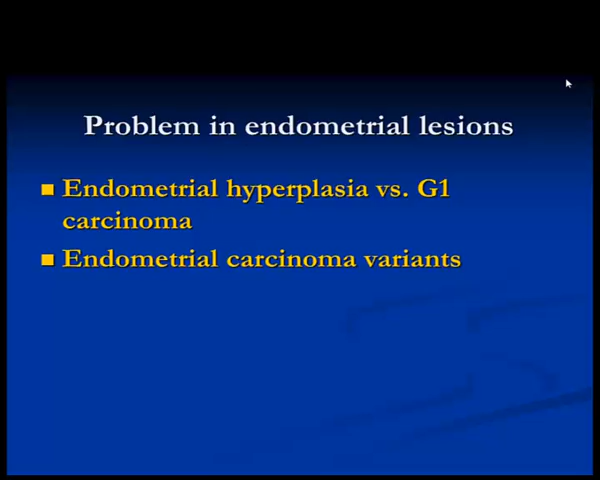 Problem in endometrial lesions
Endometrial hyperplasia vs. G1
carcinoma
Endometrial carcinoma variants